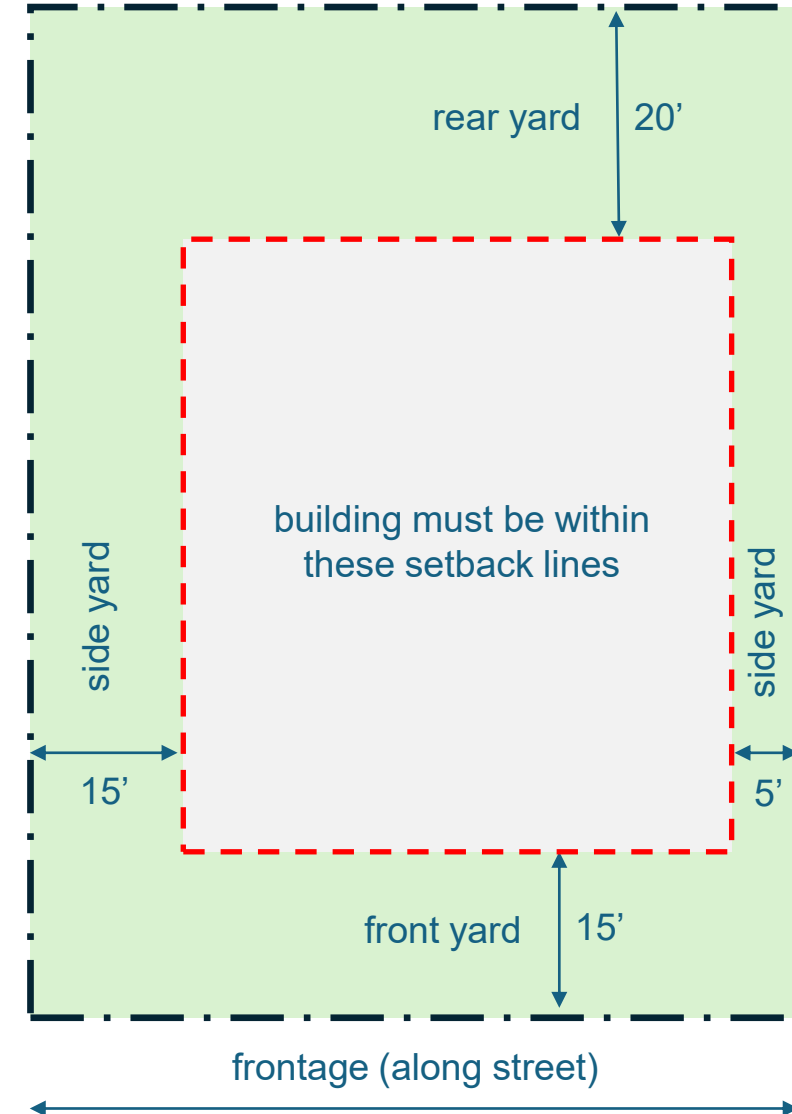 rear yard 20’
building must be within
these setback lines
side yard
side yard
15’
5’
front yard 15’
frontage (along street)